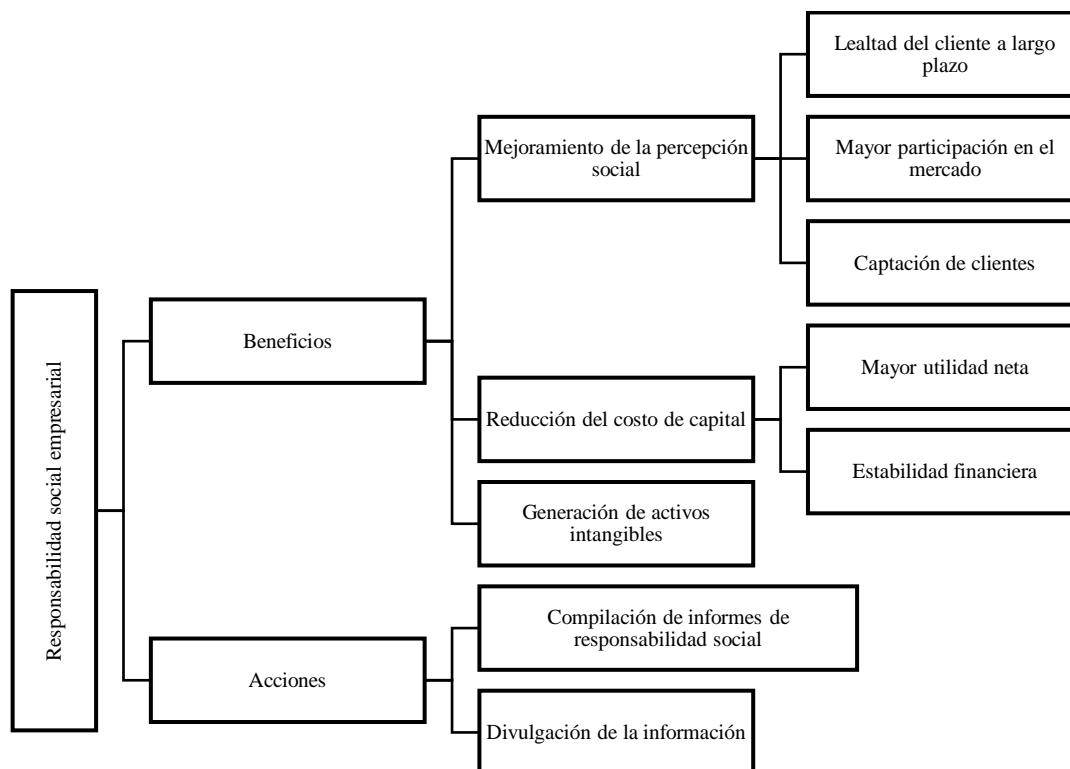 Responsabilidad social empresarial
Beneficios
Mejoramiento de la percepción
social
Lealtad del cliente a largo
plazo
Mayor participación en el
mercado
Captación de clientes
Reducción del costo de capital
Mayor utilidad neta
Estabilidad financiera
Generación de activos
intangibles
Acciones
Compilación de informes de
responsabilidad social
Divulgación de la información